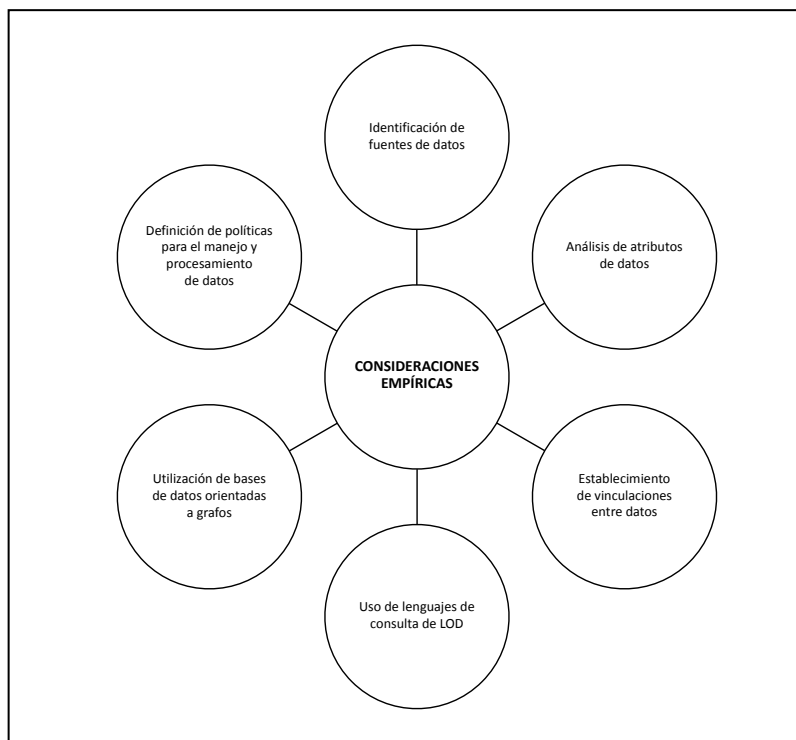 Identificación de
fuentes de datos
Definición de políticas
para el manejo y
procesamiento
de datos
Análisis de atributos
de datos
CONSIDERACIONES
EMPÍRICAS
Utilización de bases
de datos orientadas
a grafos
Establecimiento
de vinculaciones
entre datos
Uso de lenguajes de
consulta de LOD